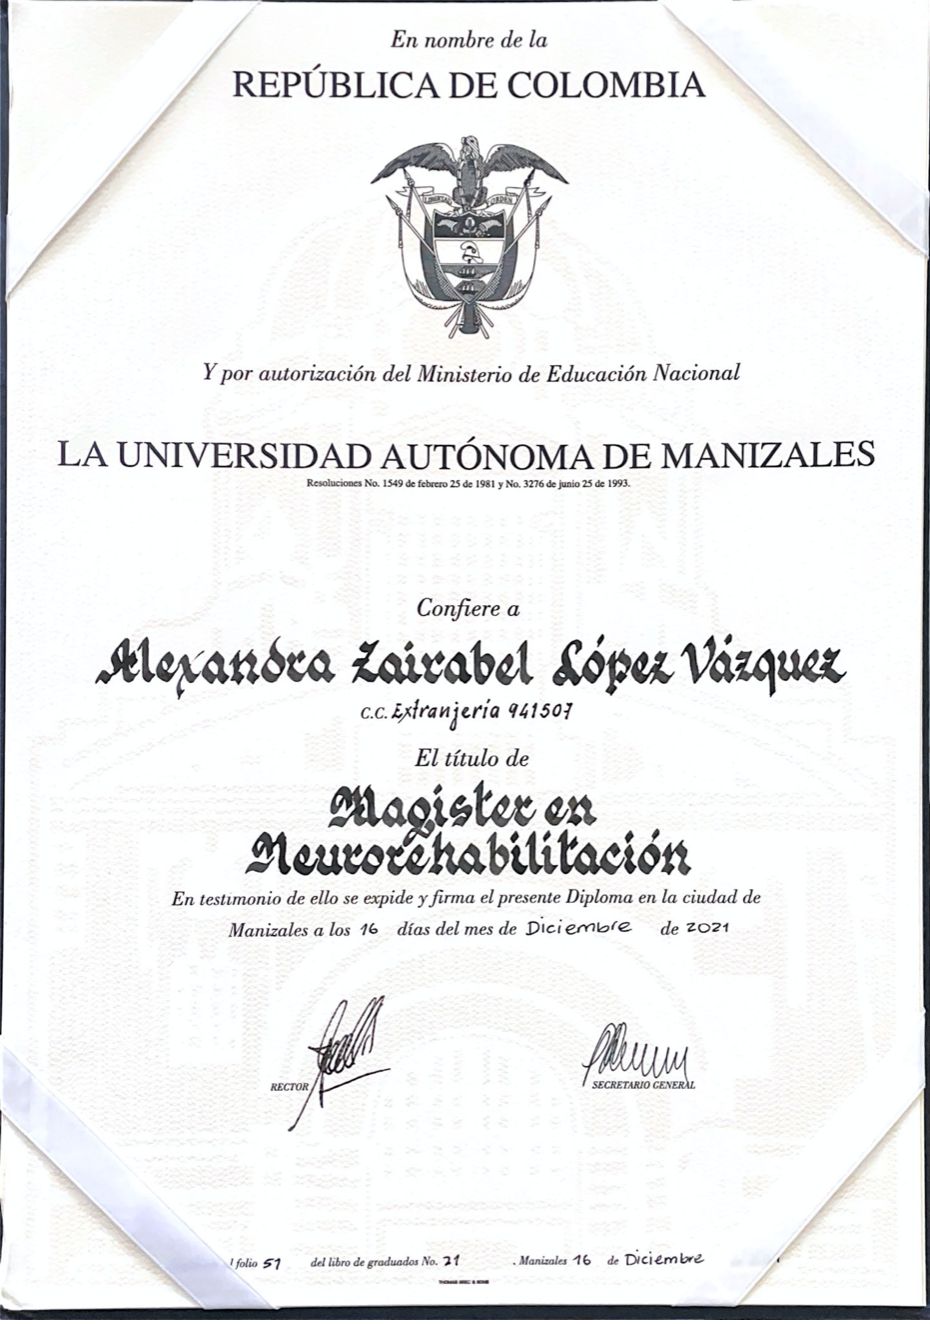 En nombre de la
REPÚBLICA DE COLOMBIA
LIBERTAD ORDEN
Y por autorización del Ministerio de Educación Nacional
LA UNIVERSIDAD AUTÓNOMA DE MANIZALES
Resoluciones No. 1549 de febrero 25 de 1981 y No. 3276 de junio 25 de 1993.
Confiere a
Alexandra Zairabel López Vázquez
C.C. Extranjería 941507
El título de
Magíster en
Neurorehabilitación
En testimonio de ello se expide y firma el presente Diploma en la ciudad de
Manizales a los 16 días del mes de Diciembre de 2021
RECTOR
SECRETARIO GENERAL
l folio 51 del libro de graduados No. 21 . Manizales 16 de Diciembre